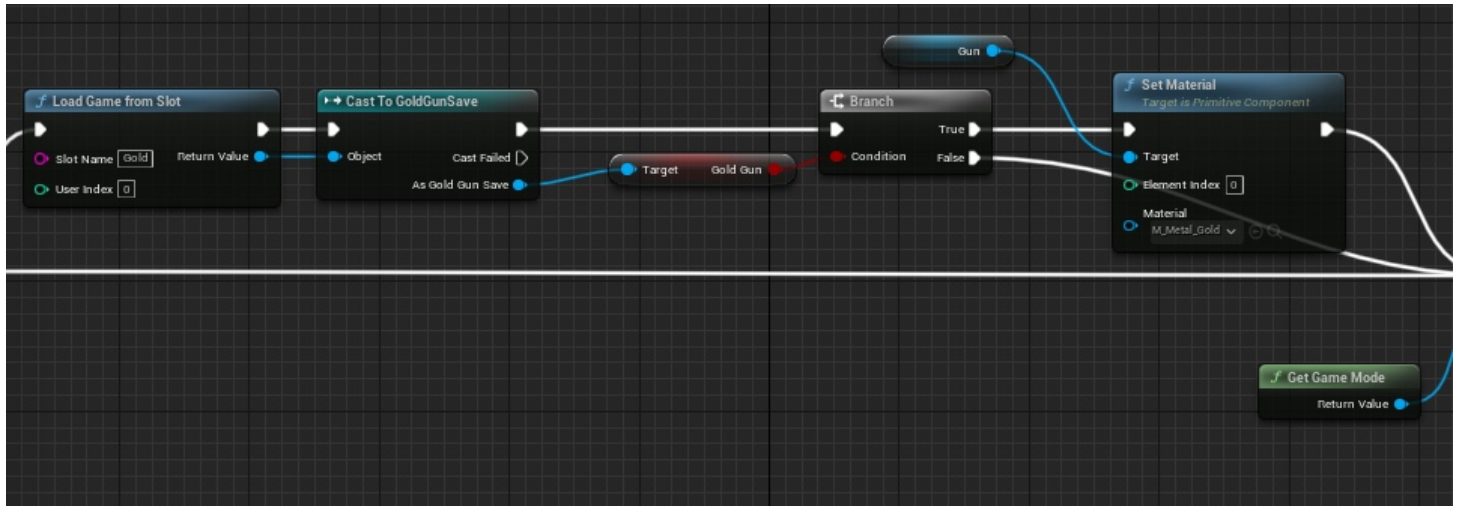 Gun
Load Game from Slot
Slot Name Gold Return Value
User Index 0
Cast To GoldGunSave
Object Cast Failed
As Gold Gun Save
Target Gold Gun
Branch
True
Condition False
Set Material
Target is Primitive Component
Target
Element Index 0
Material
M_Metal_Gold
Get Game Mode
Return Value